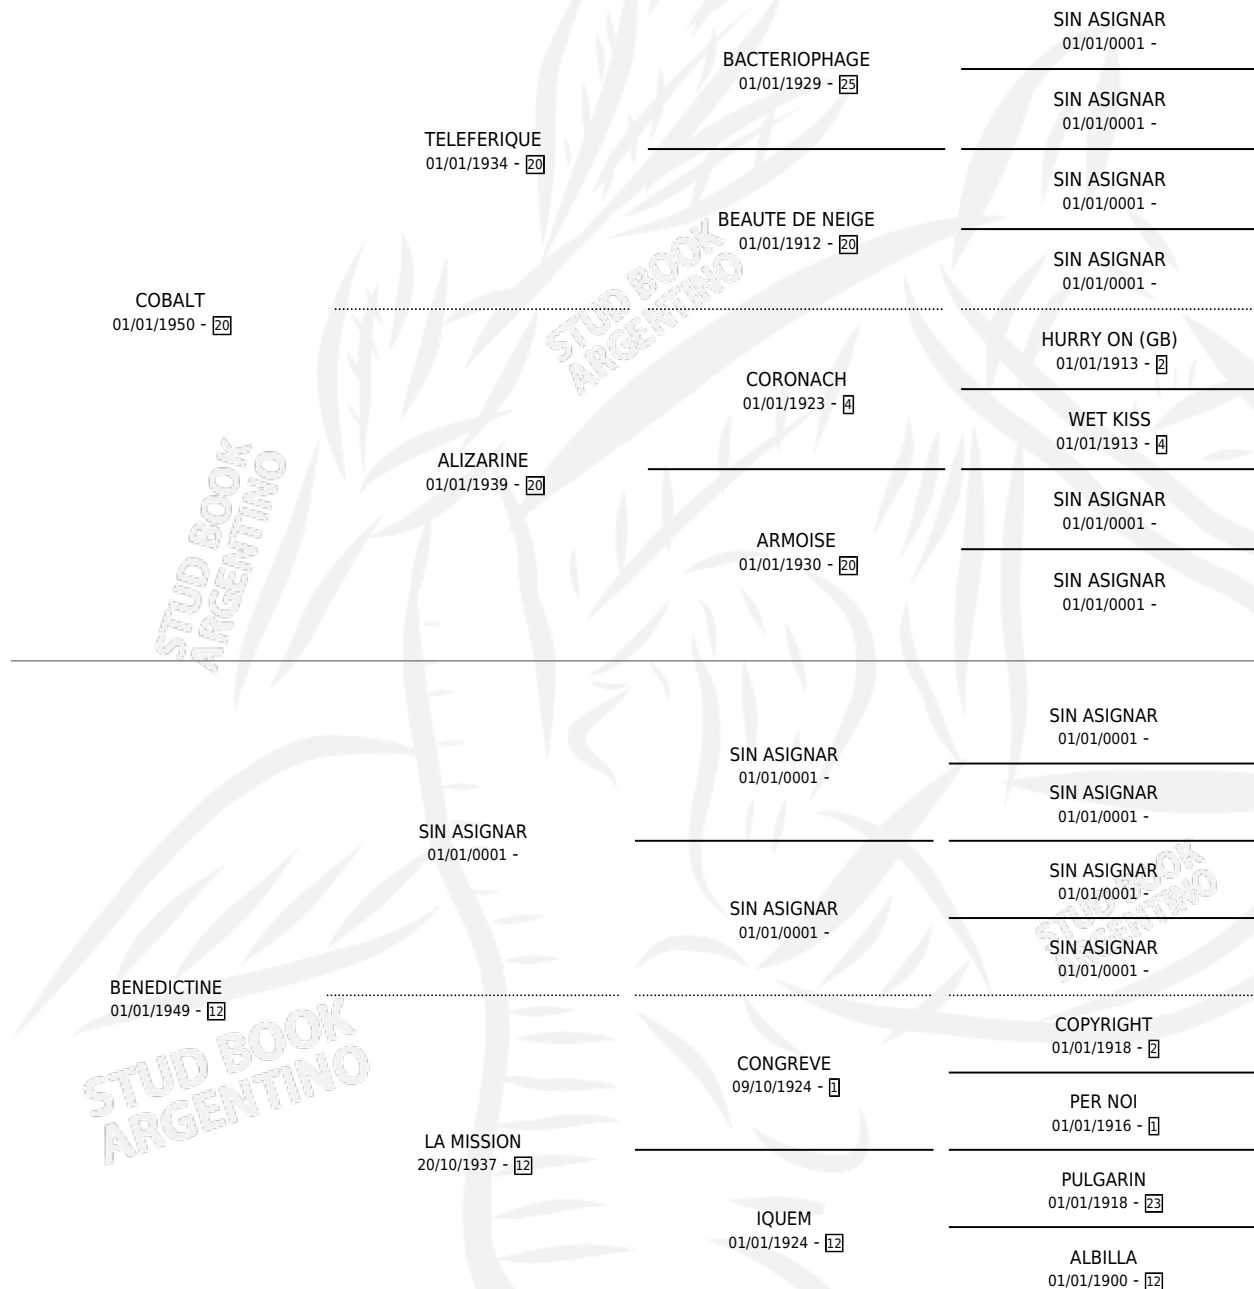 SIN ASIGNAR
01/01/0001 -
BACTERIOPHAGE
01/01/1929 - 25
SIN ASIGNAR
01/01/0001 -
TELEFERIQUE
01/01/1934 - 20
SIN ASIGNAR
01/01/0001 -
BEAUTE DE NEIGE
01/01/1912 - 20
SIN ASIGNAR
01/01/0001 -
COBALT
01/01/1950 - 20
HURRY ON (GB)
01/01/1913 - 2
CORONACH
01/01/1923 - 4
WET KISS
01/01/1913 - 4
ALIZARINE
01/01/1939 - 20
SIN ASIGNAR
01/01/0001 -
ARMOISE
01/01/1930 - 20
SIN ASIGNAR
01/01/0001 -
SIN ASIGNAR
01/01/0001 -
SIN ASIGNAR
01/01/0001 -
SIN ASIGNAR
01/01/0001 -
SIN ASIGNAR
01/01/0001 -
SIN ASIGNAR
01/01/0001 -
SIN ASIGNAR
01/01/0001 -
SIN ASIGNAR
01/01/0001 -
BENEDICTINE
01/01/1949 - 12
COPYRIGHT
01/01/1918 - 2
CONGREVE
09/10/1924 - 1
PER NOI
01/01/1916 - 1
LA MISSION
20/10/1937 - 12
PULGARIN
01/01/1918 - 23
IQUEM
01/01/1924 - 12
ALBILLA
01/01/1900 - 12
STUD BOOK
ARGENTINO
STUD BOOK
ARGENTINO
STUD BOOK
ARGENTINO
STUD BOOK
ARGENTINO